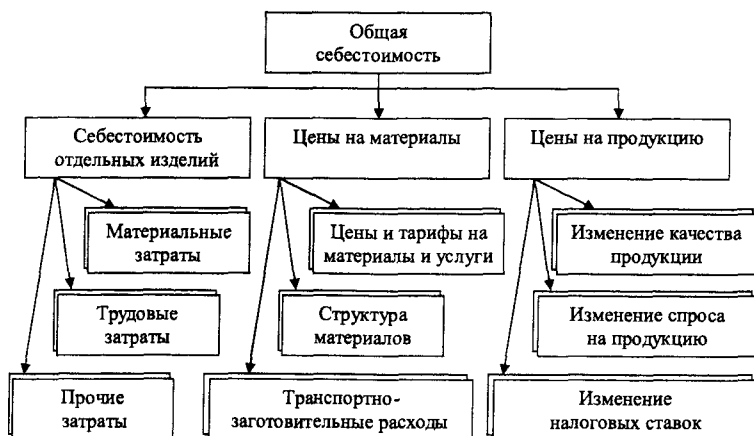 Общая
себестоимость
Себестоимость
отдельных изделий
Цены на материалы
Цены на продукцию
Материальные
затраты
Цены и тарифы на
материалы и услуги
Изменение качества
продукции
Трудовые
затраты
Структура
материалов
Изменение спроса
на продукцию
Прочие
затраты
Транспортно-
заготовительные расходы
Изменение
налоговых ставок